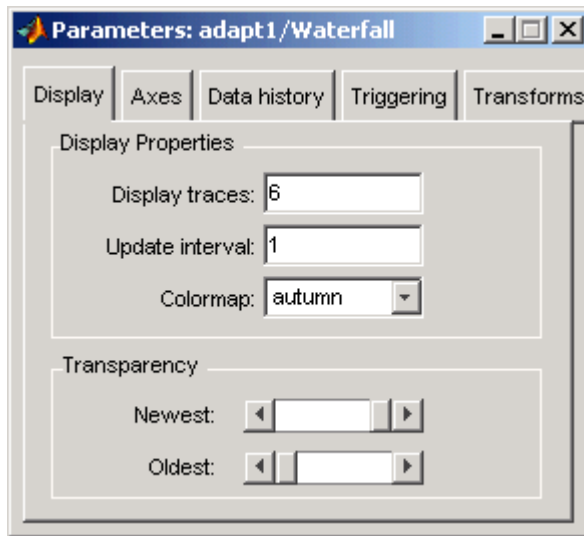 Parameters: adapt1/Waterfall
Display Axes Data history Triggering Transforms
Display Properties
Display traces: 6
Update interval: 1
Colormap: autumn
Transparency
Newest:
Oldest: